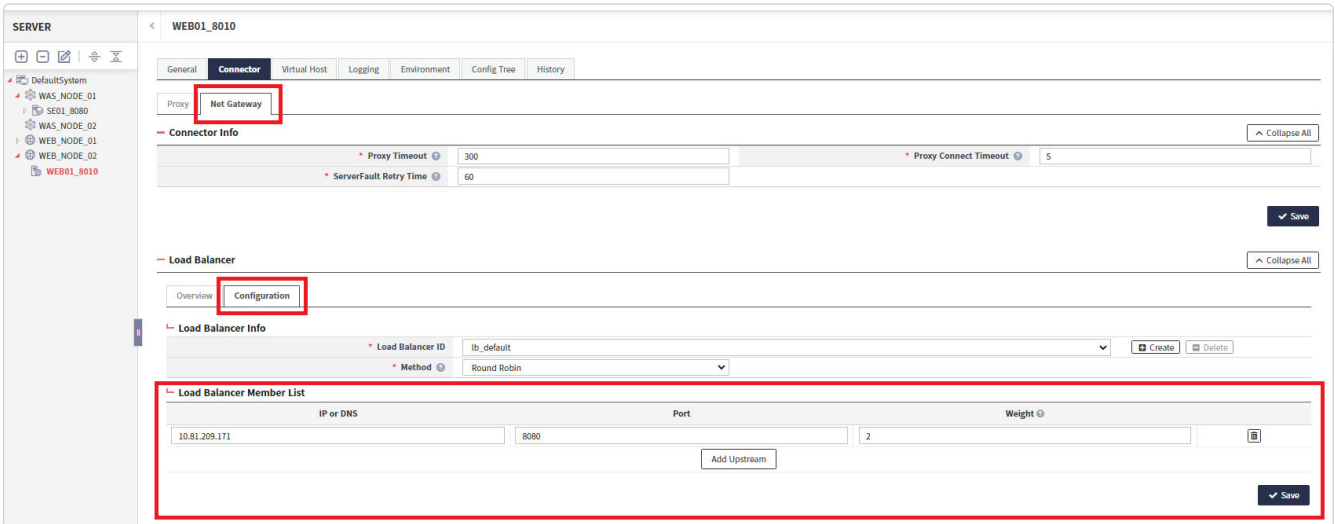 SERVER
WEB01_8010
DefaultSystem
WAS_NODE_01
SE01_8080
WAS_NODE_02
WEB_NODE_01
WEB_NODE_02
WEB01_8010
General Connector Virtual Host Logging Environment Config Tree History
Proxy Net Gateway
Connector Info Collapse All
* Proxy Timeout ? 300 * Proxy Connect Timeout ? 5
* ServerFault Retry Time ? 60
Save
Load Balancer Collapse All
Overview Configuration
Load Balancer Info
* Load Balancer ID lb_default Create Delete
* Method ? Round Robin
Load Balancer Member List
IP or DNS Port Weight ?
10.81.209.171 8080 2
Add Upstream
Save